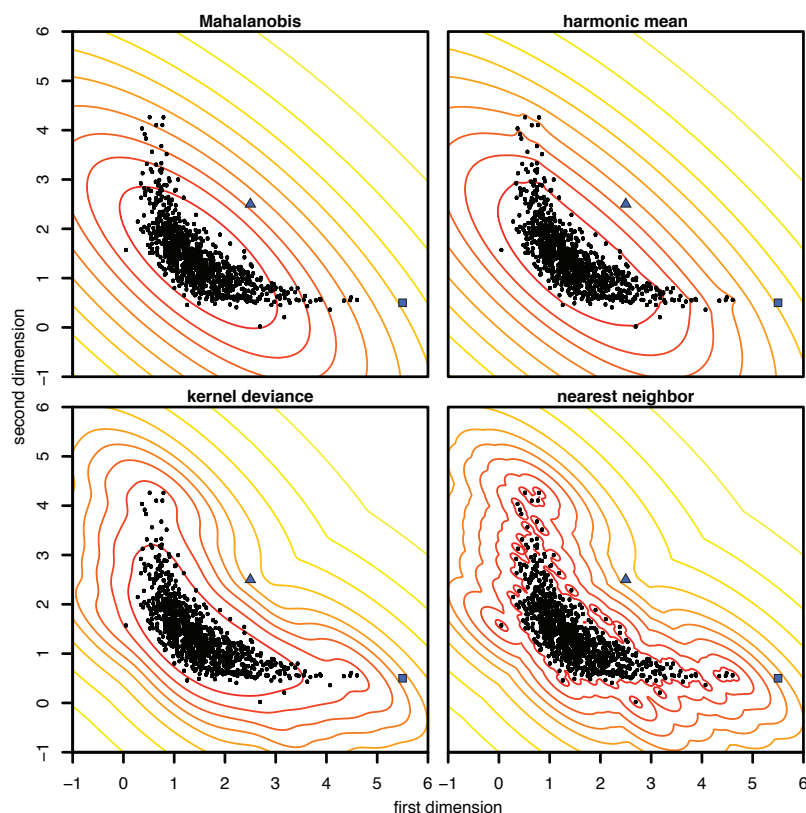 Mahalanobis
harmonic mean
6
5
4
3
2
1
0
−1
kernel deviance
nearest neighbor
second dimension
6
5
4
3
2
1
0
−1
−1 0 1 2 3 4 5 6
−1 0 1 2 3 4 5 6
first dimension